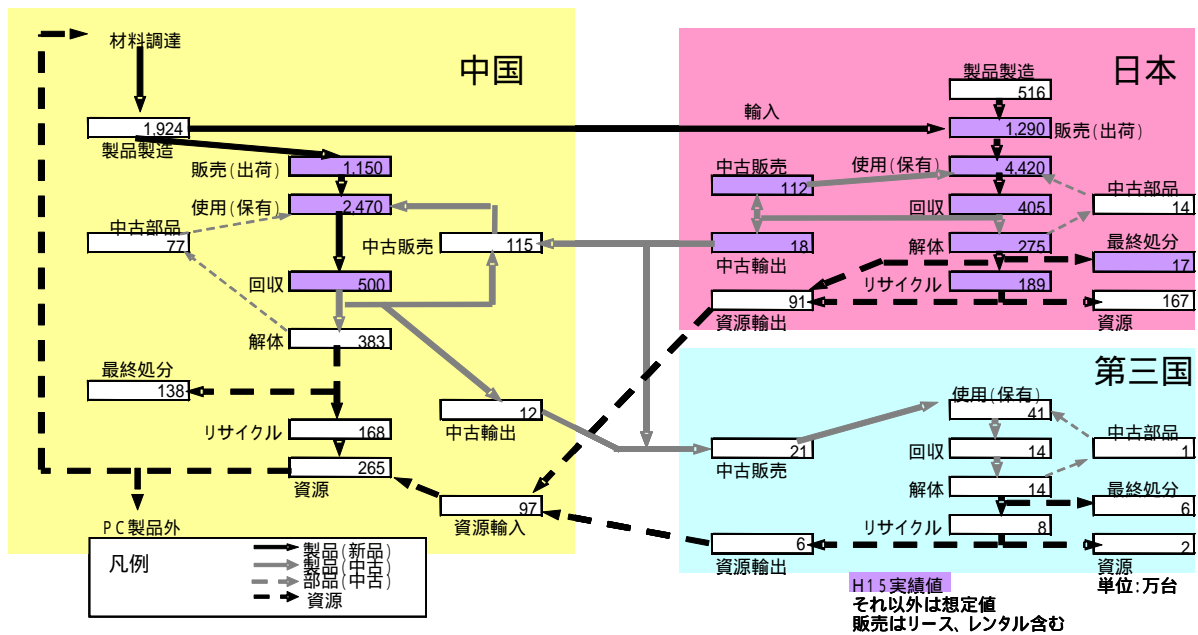 中国
材料調達
1,924
製品製造
販売(出荷)
1,150
使用(保有)
2,470
中古部品
77
中古販売
115
回収
500
解体
383
最終処分
138
リサイクル
168
中古輸出
12
265
資源
97
資源輸入
PC製品外
凡例
製品(新品)
製品(中古)
部品(中古)
資源
輸入
日本
製品製造
516
1,290
販売(出荷)
中古販売
112
使用(保有)
4,420
中古部品
14
回収
405
18
中古輸出
解体
275
最終処分
17
リサイクル
189
91
資源輸出
167
資源
第三国
使用(保有)
41
中古部品
1
21
中古販売
回収
14
解体
14
最終処分
6
リサイクル
8
6
資源輸出
2
資源
H15実績値
単位:万台
それ以外は想定値
販売はリース、レンタル含む